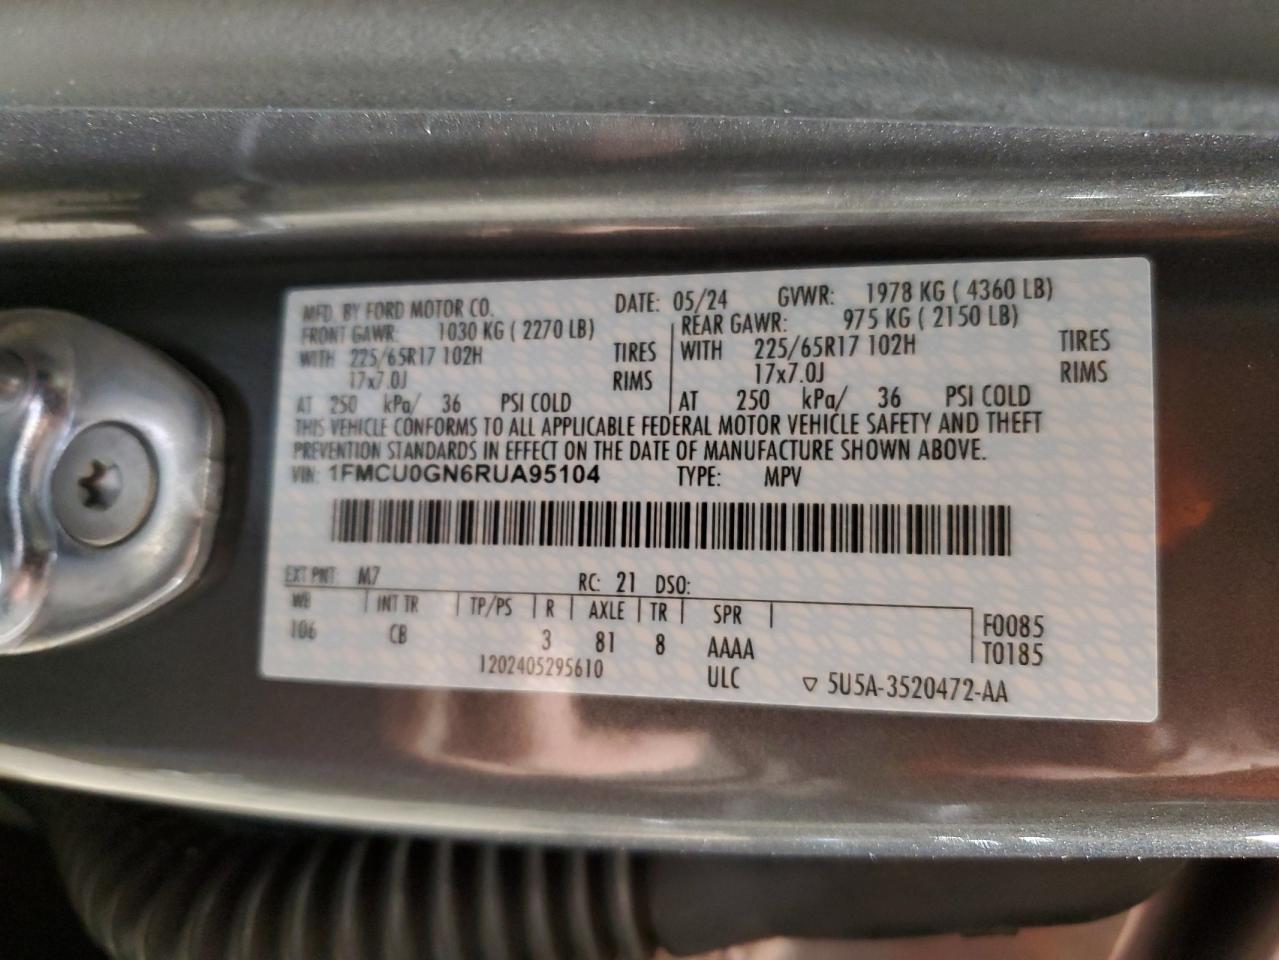 MFD. BY FORD MOTOR CO. DATE: 05/24 GVWR: 1978 KG ( 4360 LB)
FRONT GAWR: 1030 KG ( 2270 LB) REAR GAWR: 975 KG ( 2150 LB)
WITH 225/65R17 102H TIRES WITH 225/65R17 102H TIRES
17x7.0J RIMS 17x7.0J RIMS
AT 250 kPa/ 36 PSI COLD AT 250 kPa/ 36 PSI COLD
THIS VEHICLE CONFORMS TO ALL APPLICABLE FEDERAL MOTOR VEHICLE SAFETY AND THEFT
PREVENTION STANDARDS IN EFFECT ON THE DATE OF MANUFACTURE SHOWN ABOVE.
VIN: 1FMCU0GN6RUA95104 TYPE: MPV
EXT PNT: M7 RC: 21 DSO:
WB INT TR TP/PS R AXLE TR SPR F0085
106 CB 3 81 8 AAAA T0185
1202405295610 ULC ▽ 5U5A-3520472-AA